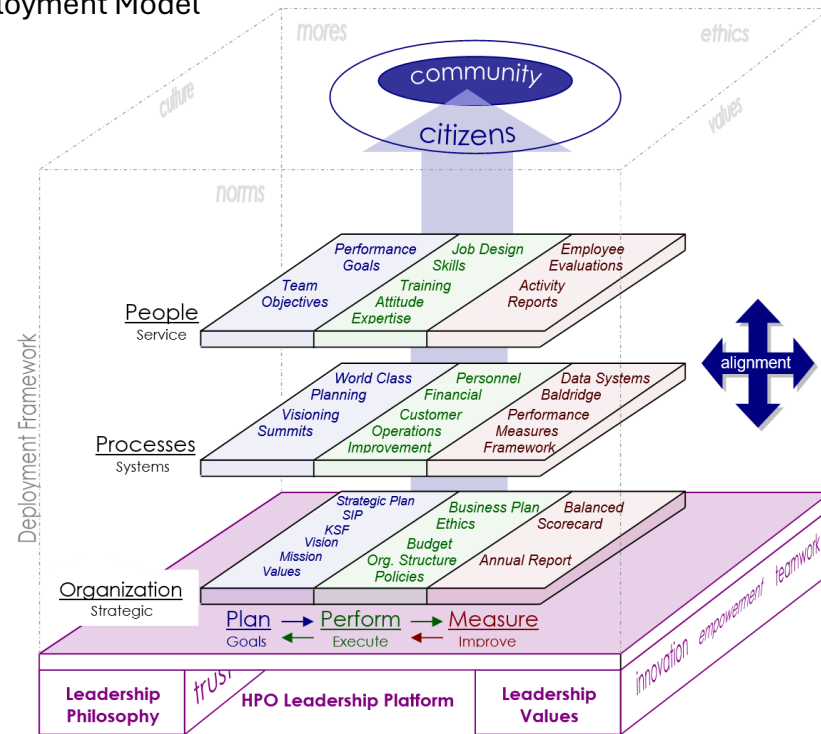 loyment Model
mores
ethics
community
culture
values
citizens
norms
Performance
Goals
Team
Objectives
Job Design
Skills
Training
Attitude
Expertise
Employee
Evaluations
Activity
Reports
People
Service
alignment
Deployment Framework
World Class
Planning
Visioning
Summits
Personnel
Financial
Customer
Operations
Improvement
Data Systems
Baldridge
Performance
Measures
Framework
Processes
Systems
Strategic Plan
SIP
KSF
Vision
Mission
Values
Business Plan
Ethics
Budget
Org. Structure
Policies
Balanced
Scorecard
Annual Report
Organization
Strategic
Plan
Goals
Perform
Execute
Measure
Improve
Leadership
Philosophy
trust
HPO Leadership Platform
Leadership
Values
innovation empowerment teamwork